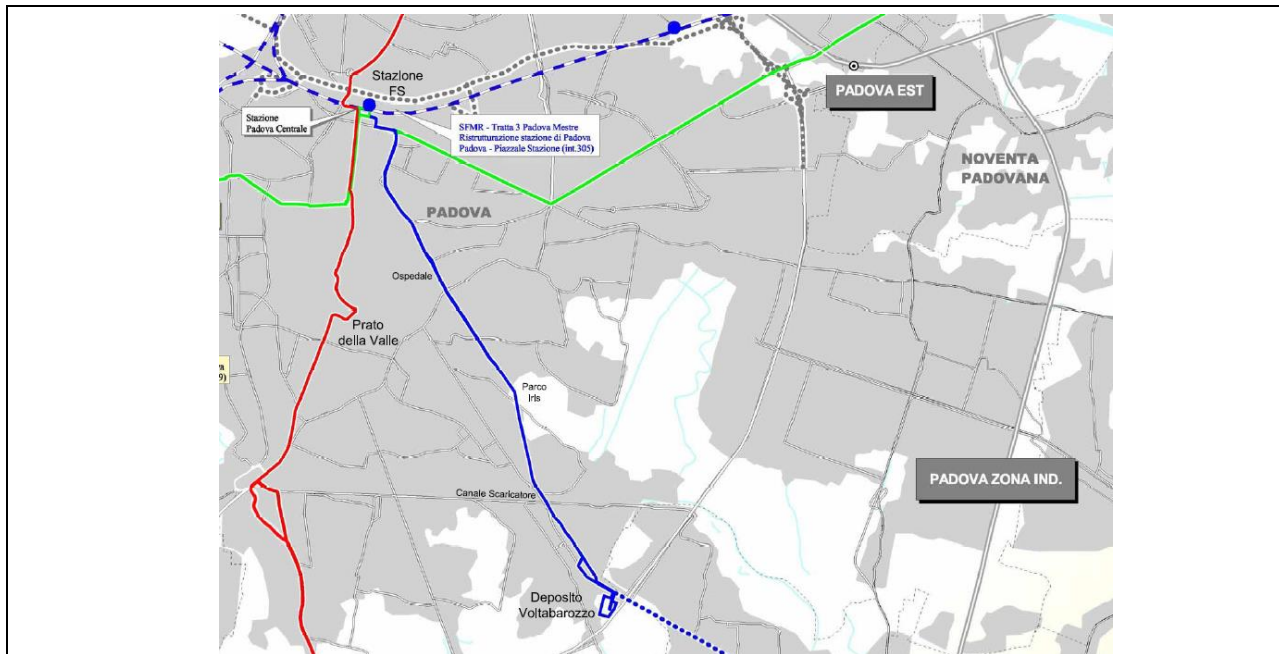 Stazione
FS
PADOVA EST
Stazione
Padova Centrale
SFMR - Tratta 3 Padova Mestre
Ristrutturazione stazione di Padova
Padova - Piazzale Stazione (int.305)
NOVENTA
PADOVANA
PADOVA
Ospedale
Prato
della Valle
9)
Parco
Iris
PADOVA ZONA IND.
Canale Scaricatore
Deposito
Voltabarozzo